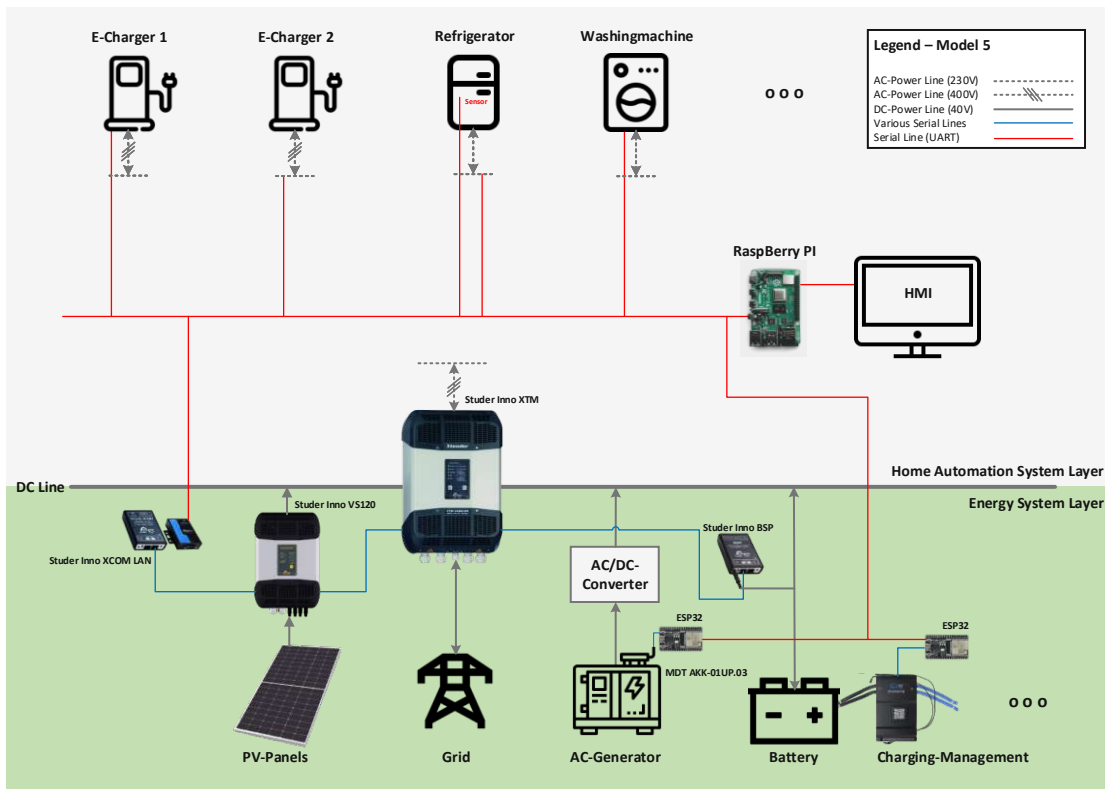 E-Charger 1
E-Charger 2
Refrigerator
Washingmachine
Sensor
o o o
Legend – Model 5
AC-Power Line (230V)
AC-Power Line (400V)
DC-Power Line (40V)
Various Serial Lines
Serial Line (UART)
RaspBerry PI
HMI
Studer Inno XTM
Home Automation System Layer
DC Line
Energy System Layer
Studer Inno VS120
Studer Inno BSP
Studer Inno XCOM LAN
AC/DC-
Converter
ESP32
ESP32
MDT AKK-01UP.03
o o o
PV-Panels
Grid
AC-Generator
Battery
Charging-Management